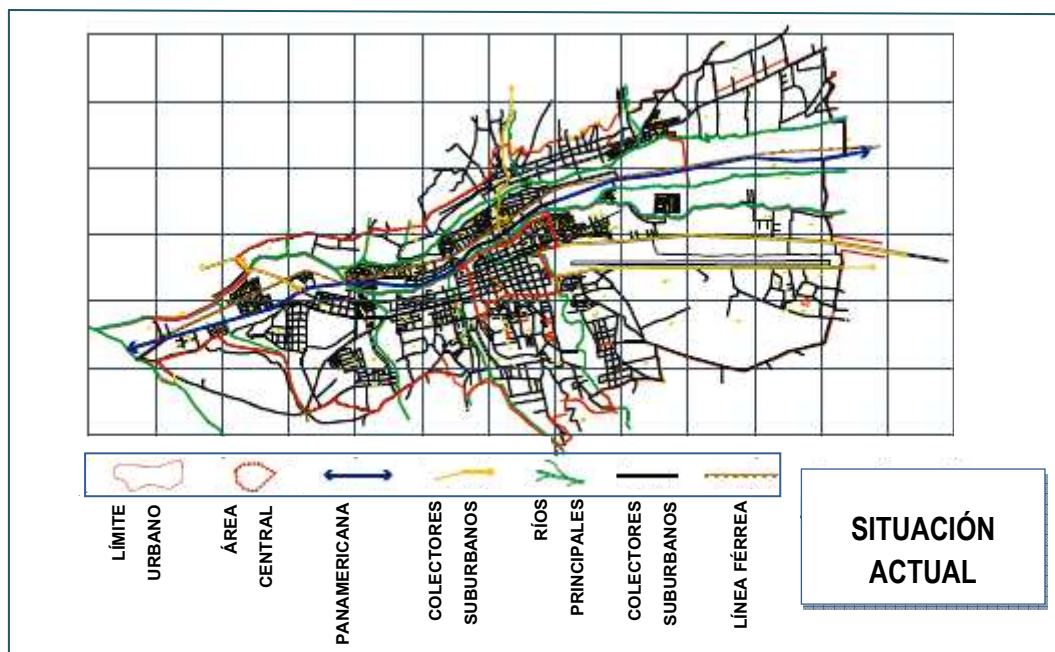 LÍMITE
URBANO
ÁREA
CENTRAL
PANAMERICANA
COLECTORES
SUBURBANOS
RÍOS
PRINCIPALES
COLECTORES
SUBURBANOS
LÍNEA FÉRREA
SITUACIÓN
ACTUAL